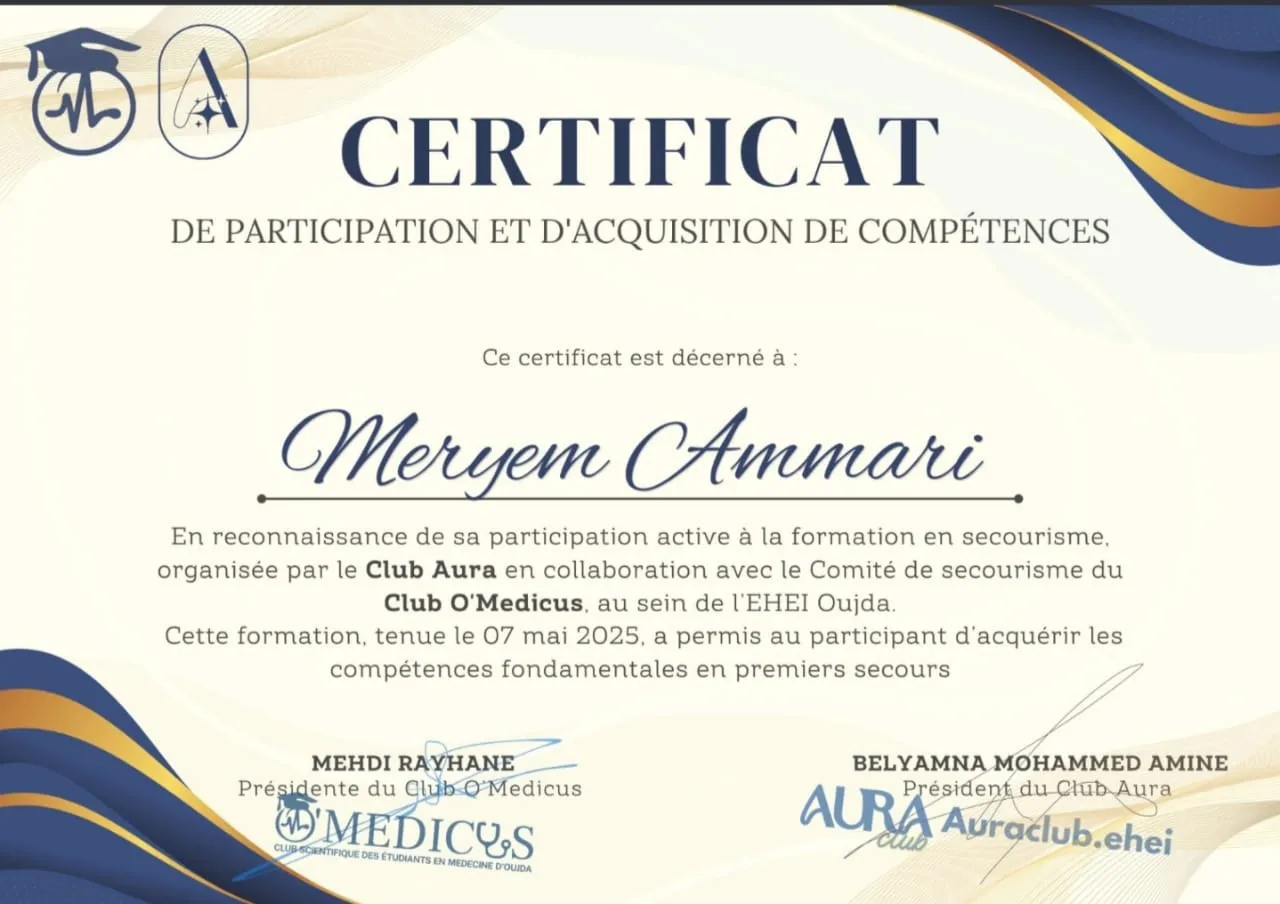 CERTIFICAT
DE PARTICIPATION ET D'ACQUISITION DE COMPÉTENCES
Ce certificat est décerné à :
Meryem Ammari
En reconnaissance de sa participation active à la formation en secourisme,
organisée par le Club Aura en collaboration avec le Comité de secourisme du
Club O'Medicus, au sein de l'EHEI Oujda.
Cette formation, tenue le 07 mai 2025, a permis au participant d'acquérir les
compétences fondamentales en premiers secours
MEHDI RAYHANE
Présidente du Club O'Medicus
O'MEDICUS
CLUB SCIENTIFIQUE DES ÉTUDIANTS EN MEDECINE D'OUJDA
BELYAMNA MOHAMMED AMINE
Président du Club Aura
AURA club Auraclub.ehei